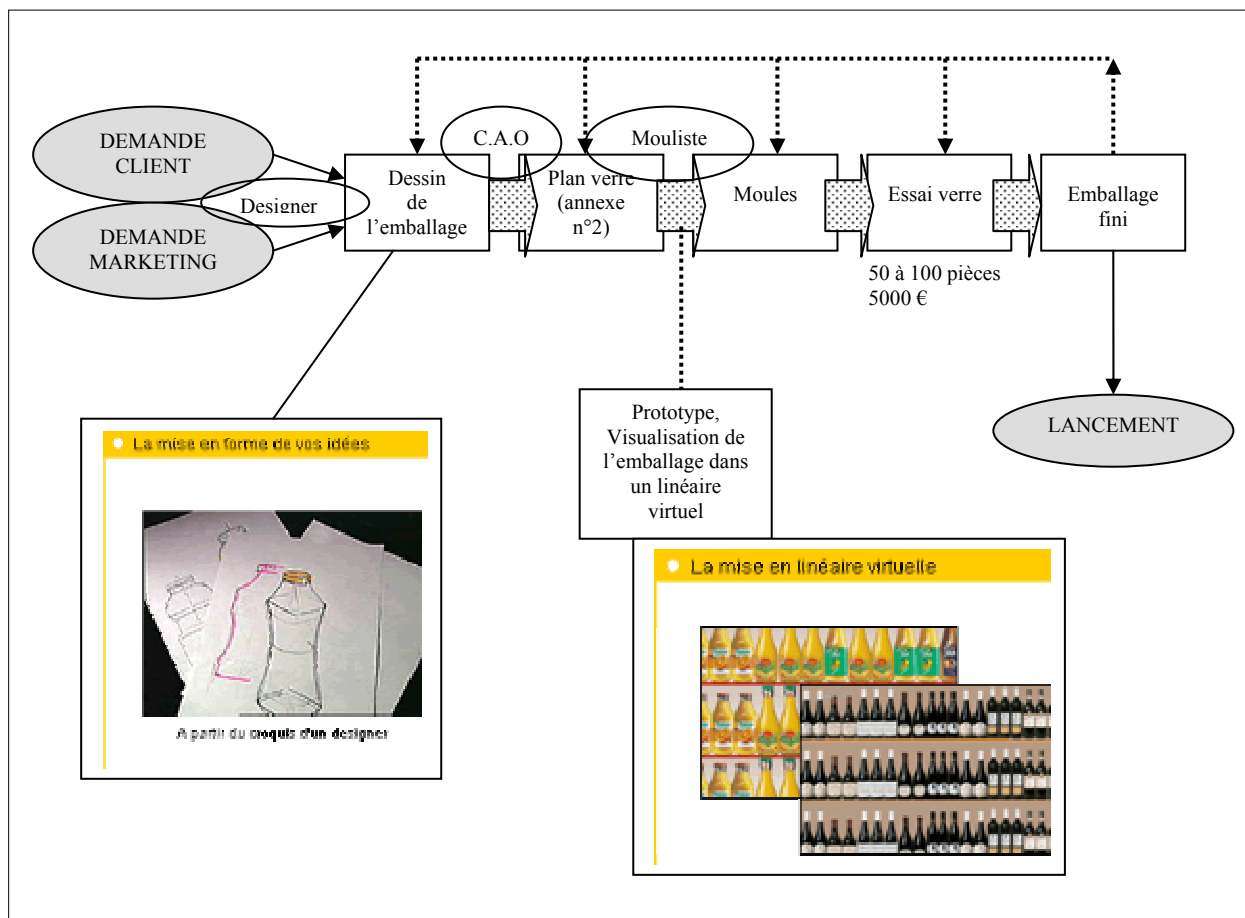 DEMANDE
CLIENT
Designer
DEMANDE
MARKETING
C.A.O
Mouliste
Dessin
de
l’emballage
Plan verre
(annexe
n°2)
Moules
Essai verre
Emballage
fini
50 à 100 pièces
5000 €
LANCEMENT
Prototype,
Visualisation de
l’emballage dans
un linéaire
virtuel
La mise en forme de vos idées
A partir du croquis d'un designer
La mise en linéaire virtuelle